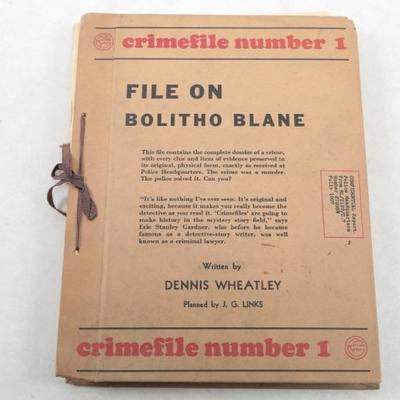 crimefile number 1
FILE ON
BOLITHO BLANE
This file contains the complete dossier of a crime,
with every clue and item of evidence preserved in
its original, physical form, exactly as received at
Police Headquarters. The crime was a murder.
The police solved it. Can you?
"It's like nothing I've ever seen. It's original and
exciting, because it makes you really become the
detective as you read it. 'Crimefiles' are going to
make history in the mystery story field," says
Erle Stanley Gardner, who before he became
famous as a detective-story writer, was well
known as a criminal lawyer.
CONFIDENTIAL Report
Police Headquarters
Written by
DENNIS WHEATLEY
Planned by J. G. LINKS
crimefile number 1